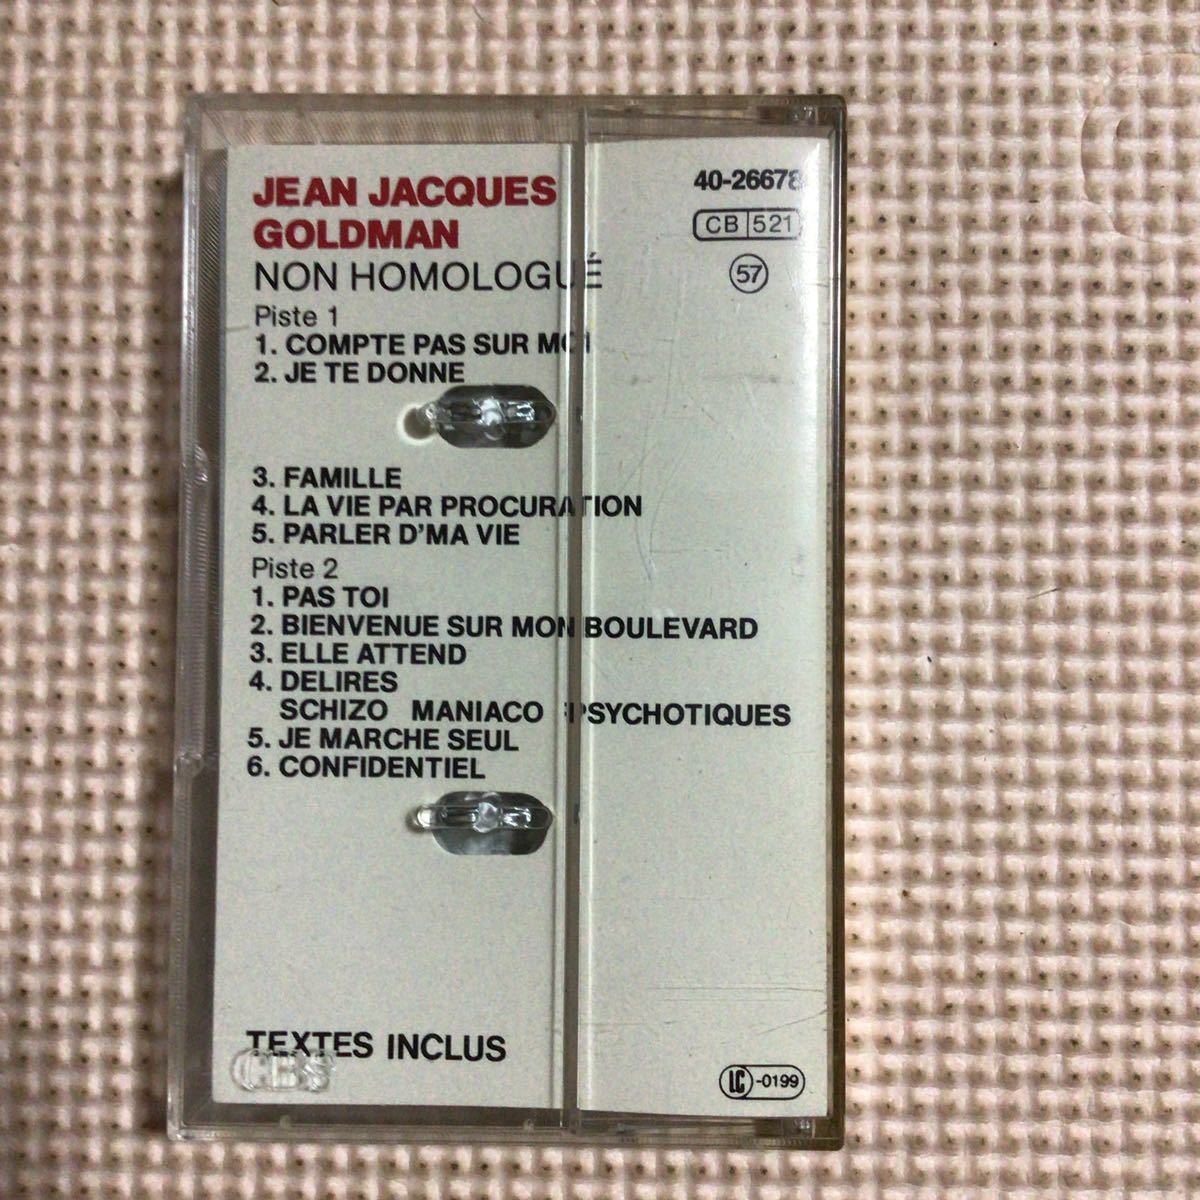 JEAN JACQUES
GOLDMAN
NON HOMOLOGUÉ
40-26678
CB 521
57
Piste 1
1. COMPTE PAS SUR MOI
2. JE TE DONNE
3. FAMILLE
4. LA VIE PAR PROCURATION
5. PARLER D'MA VIE
Piste 2
1. PAS TOI
2. BIENVENUE SUR MON BOULEVARD
3. ELLE ATTEND
4. DELIRES
SCHIZO MANIACO PSYCHOTIQUES
5. JE MARCHE SEUL
6. CONFIDENTIEL
TEXTES INCLUS
CBS
LC-0199